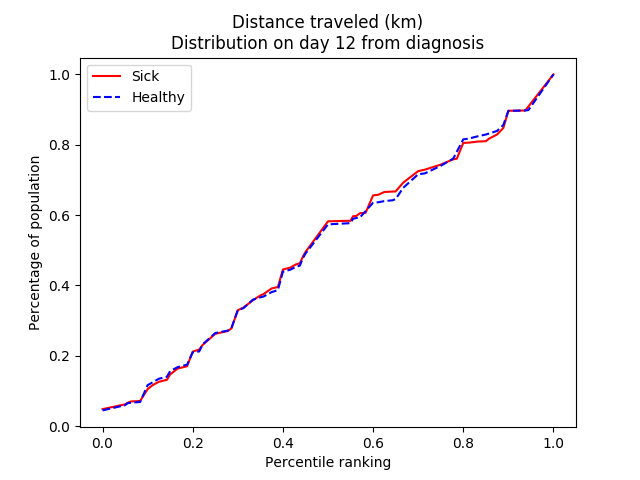 Distance traveled (km)
Distribution on day 12 from diagnosis
Sick
Healthy
Percentage of population
1.0
0.8
0.6
0.4
0.2
0.0
0.0 0.2 0.4 0.6 0.8 1.0
Percentile ranking